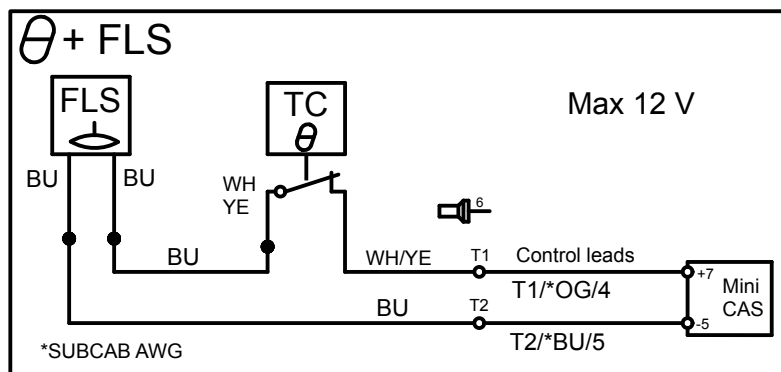 θ + FLS
FLS
TC
θ
Max 12 V
BU
BU
WH
YE
6
BU
WH/YE
T1
Control leads
+7
T1/*OG/4
Mini
CAS
BU
T2
-5
T2/*BU/5
*SUBCAB AWG